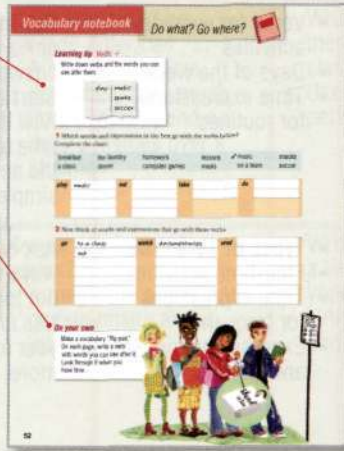 Vocabulary notebook
Do what? Go where?
Learning tip Verbs +
Write down verbs and the words you can
use after them.
play music
games
soccer
1 Which words and expressions in the box go with the verbs below?
Complete the chart.
breakfast the laundry homework lessons ✓ music snacks
a class sports computer games meals on a team soccer
play music eat take do
2 Now think of words and expressions that go with these verbs.
go to a class watch documentaries read
out
On your own
Make a vocabulary "flip pad."
On each page, write a verb
with words you can use after it.
Look through it when you
have time.
52